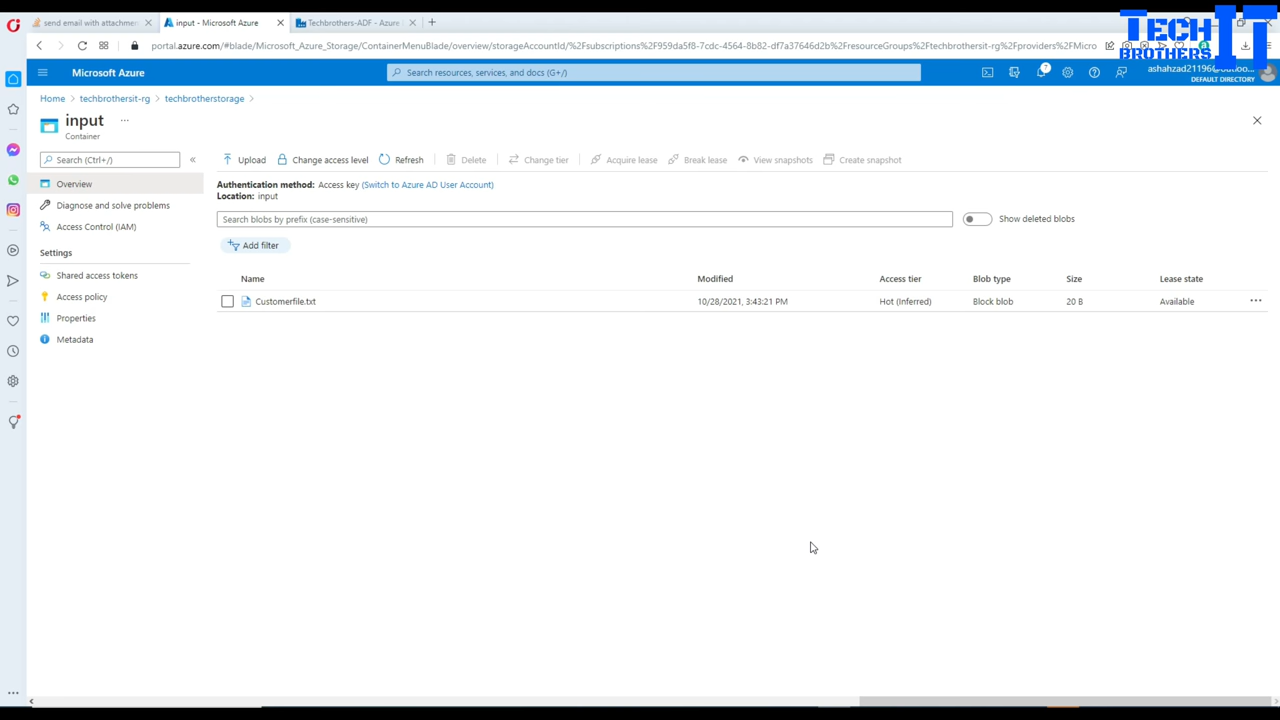 send email with attachmen
input - Microsoft Azure
Techbrothers-ADF - Azure
TECH IT
BROTHERS
portal.azure.com/#blade/Microsoft_Azure_Storage/ContainerMenuBlade/overview/storageAccountId/%2Fsubscriptions%2F959da5f8-7cdc-4564-8b82-df7a37646d2b%2FresourceGroups%2Ftechbrothersit-rg%2Fproviders%2FMicro
Microsoft Azure
Search resources, services, and docs (G+/)
7
ashahzad21196@outloo...
DEFAULT DIRECTORY
Home > techbrothersit-rg > techbrotherstorage >
input ...
Container
Search (Ctrl+/)
«
Upload
Change access level
Refresh
Delete
Change tier
Acquire lease
Break lease
View snapshots
Create snapshot
Overview
Diagnose and solve problems
Access Control (IAM)
Settings
Shared access tokens
Access policy
Properties
Metadata
Authentication method: Access key (Switch to Azure AD User Account)
Location: input
Search blobs by prefix (case-sensitive)
Show deleted blobs
Add filter
Name Modified Access tier Blob type Size Lease state
Customerfile.txt 10/28/2021, 3:43:21 PM Hot (Inferred) Block blob 20 B Available ...